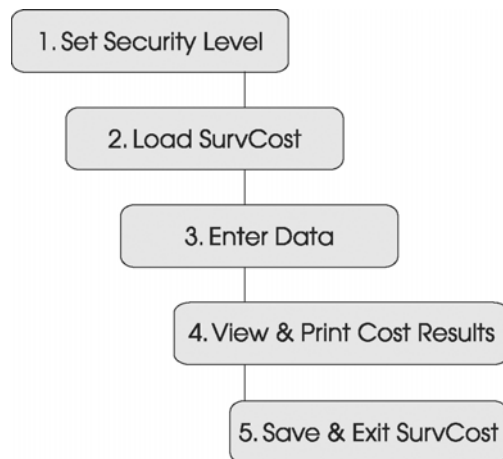 1. Set Security Level
2. Load SurvCost
3. Enter Data
4. View & Print Cost Results
5. Save & Exit SurvCost